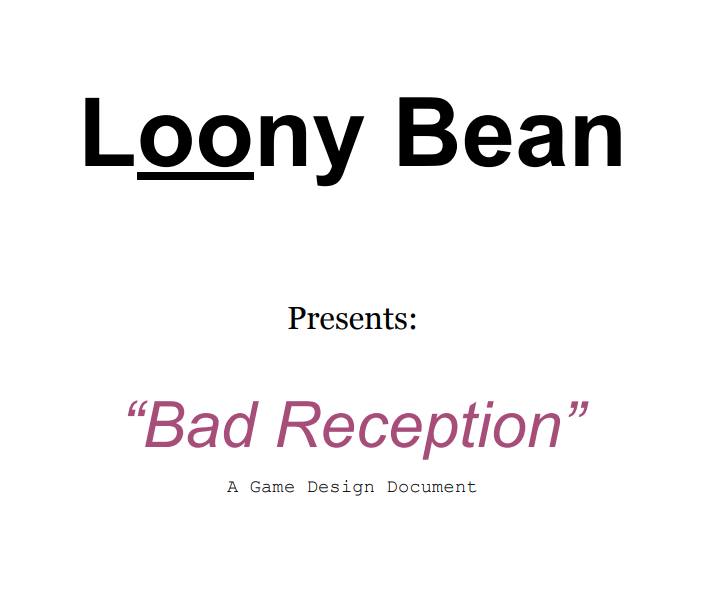 Loony Bean
Presents:
“Bad Reception”
A Game Design Document